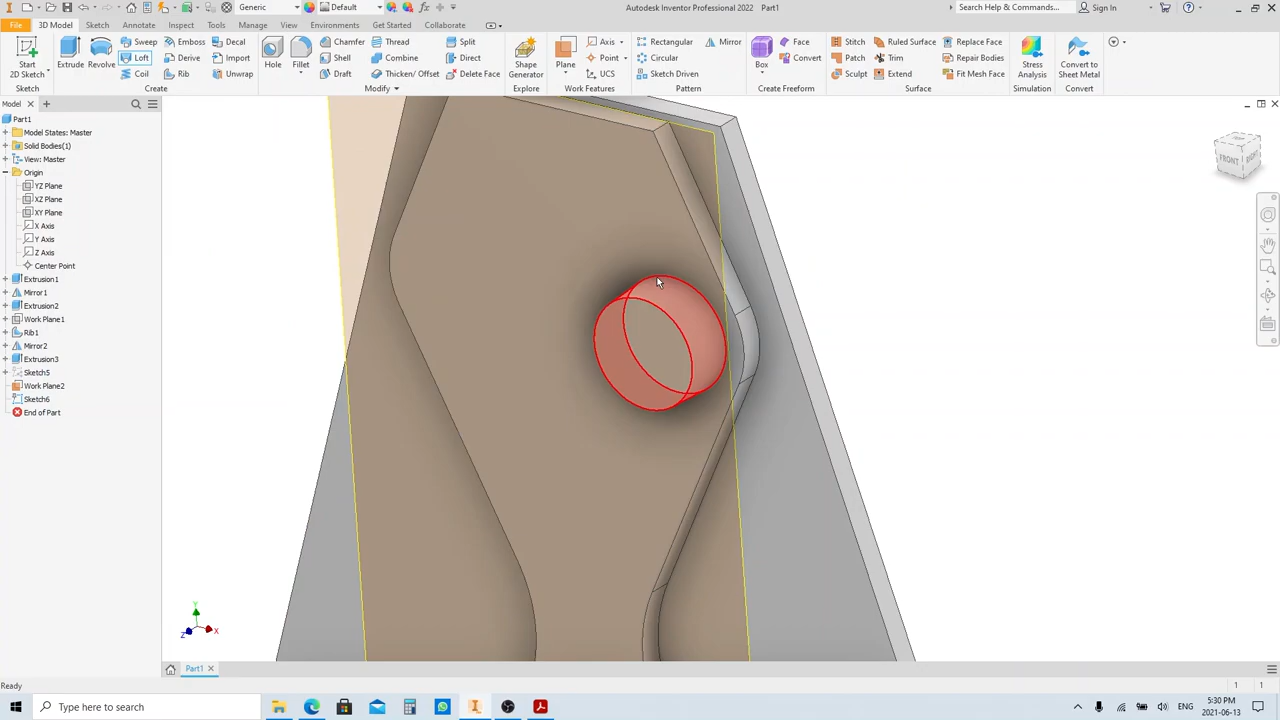 Generic
Default
Autodesk Inventor Professional 2022 Part1
Search Help & Commands...
Sign In
File 3D Model Sketch Annotate Inspect Tools Manage View Environments Get Started Collaborate
Start
2D Sketch
Extrude Revolve
Sweep Emboss Decal
Loft Derive Import
Coil Rib Unwrap
Hole Fillet
Chamfer Thread Split
Shell Combine Direct
Draft Thicken/ Offset Delete Face
Shape
Generator
Plane
Axis
Point
UCS
Rectangular Mirror
Circular
Sketch Driven
Box
Face
Convert
Stitch Ruled Surface Replace Face
Patch Trim Repair Bodies
Sculpt Extend Fit Mesh Face
Stress
Analysis
Convert to
Sheet Metal
Sketch Create Modify Explore Work Features Pattern Create Freeform Surface Simulation Convert
Model
Part1
Model States: Master
Solid Bodies(1)
View: Master
Origin
YZ Plane
XZ Plane
XY Plane
X Axis
Y Axis
Z Axis
Center Point
Extrusion1
Mirror1
Extrusion2
Work Plane1
Rib1
Mirror2
Extrusion3
Sketch5
Work Plane2
Sketch6
End of Part
FRONT RIGHT
Y
Z X
Part1
Ready
1 1
Type here to search
ENG
5:30 PM
2021-06-13